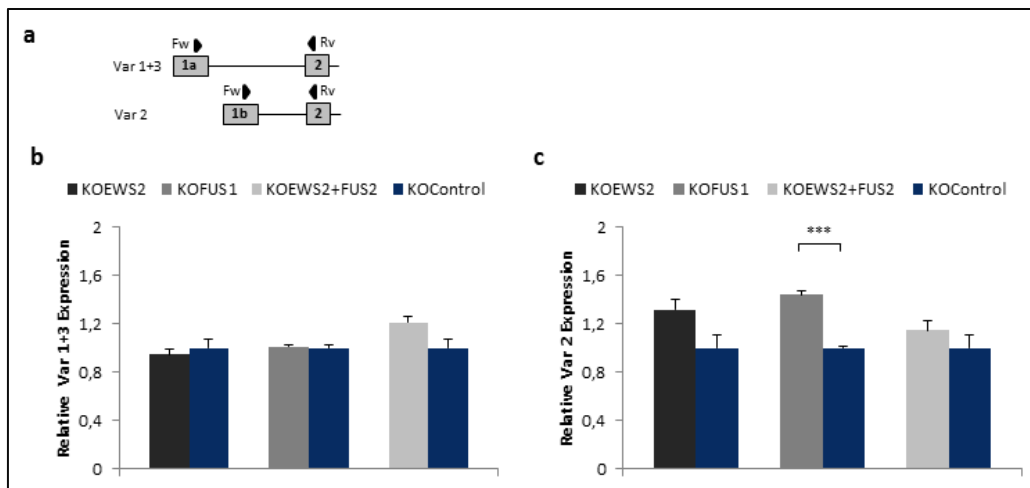 a
Fw Rv
Var 1+3 1a 2
Fw Rv
Var 2 1b 2
b
KOEWS2 KOFUS1 KOEWS2+FUS2 KOControl
Relative Var 1+3 Expression
2
1,6
1,2
0,8
0,4
0
c
KOEWS2 KOFUS1 KOEWS2+FUS2 KOControl
Relative Var 2 Expression
2
1,6
1,2
0,8
0,4
0
***